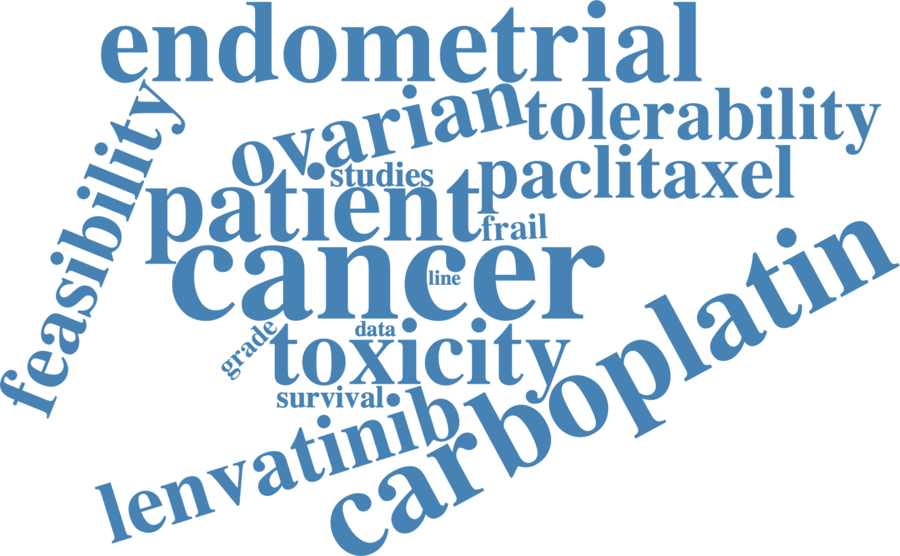 endometrial
ovarian
tolerability
feasibility
studies
paclitaxel
patient
frail
cancer
line
grade
data
toxicity
survival
lenvatinib
carboplatin